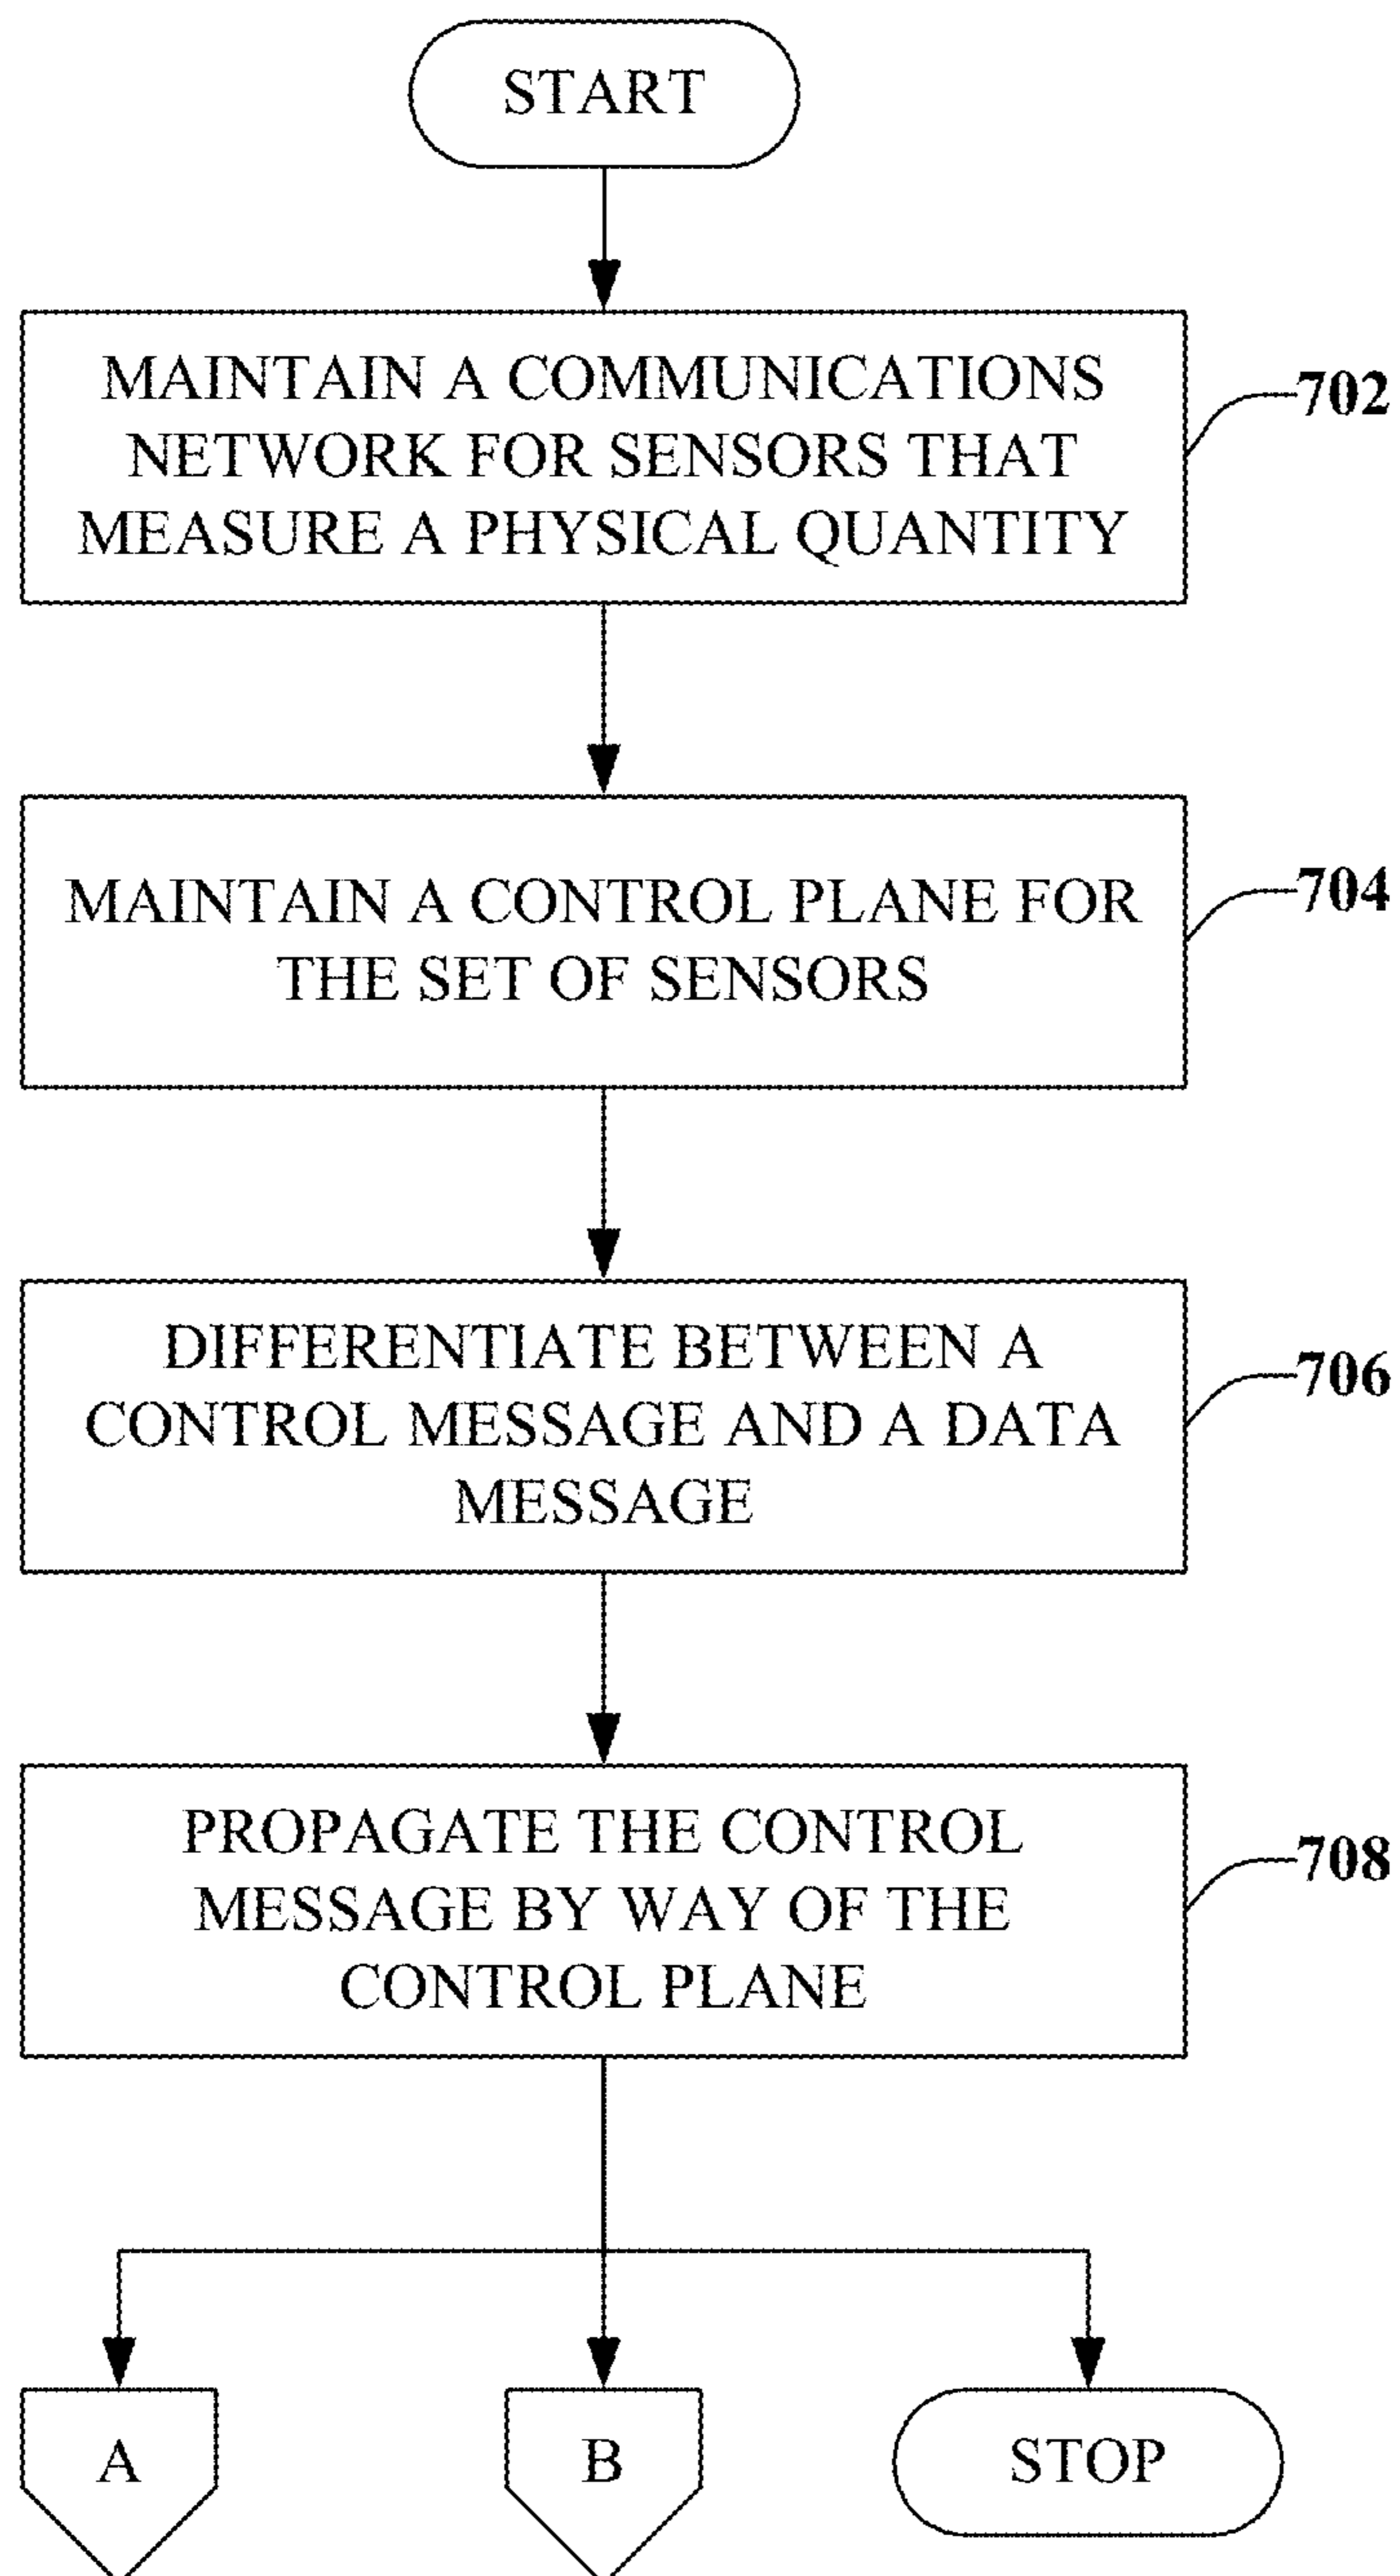 START
MAINTAIN A COMMUNICATIONS
NETWORK FOR SENSORS THAT
MEASURE A PHYSICAL QUANTITY
702
MAINTAIN A CONTROL PLANE FOR
THE SET OF SENSORS
704
DIFFERENTIATE BETWEEN A
CONTROL MESSAGE AND A DATA
MESSAGE
706
PROPAGATE THE CONTROL
MESSAGE BY WAY OF THE
CONTROL PLANE
708
A
B
STOP